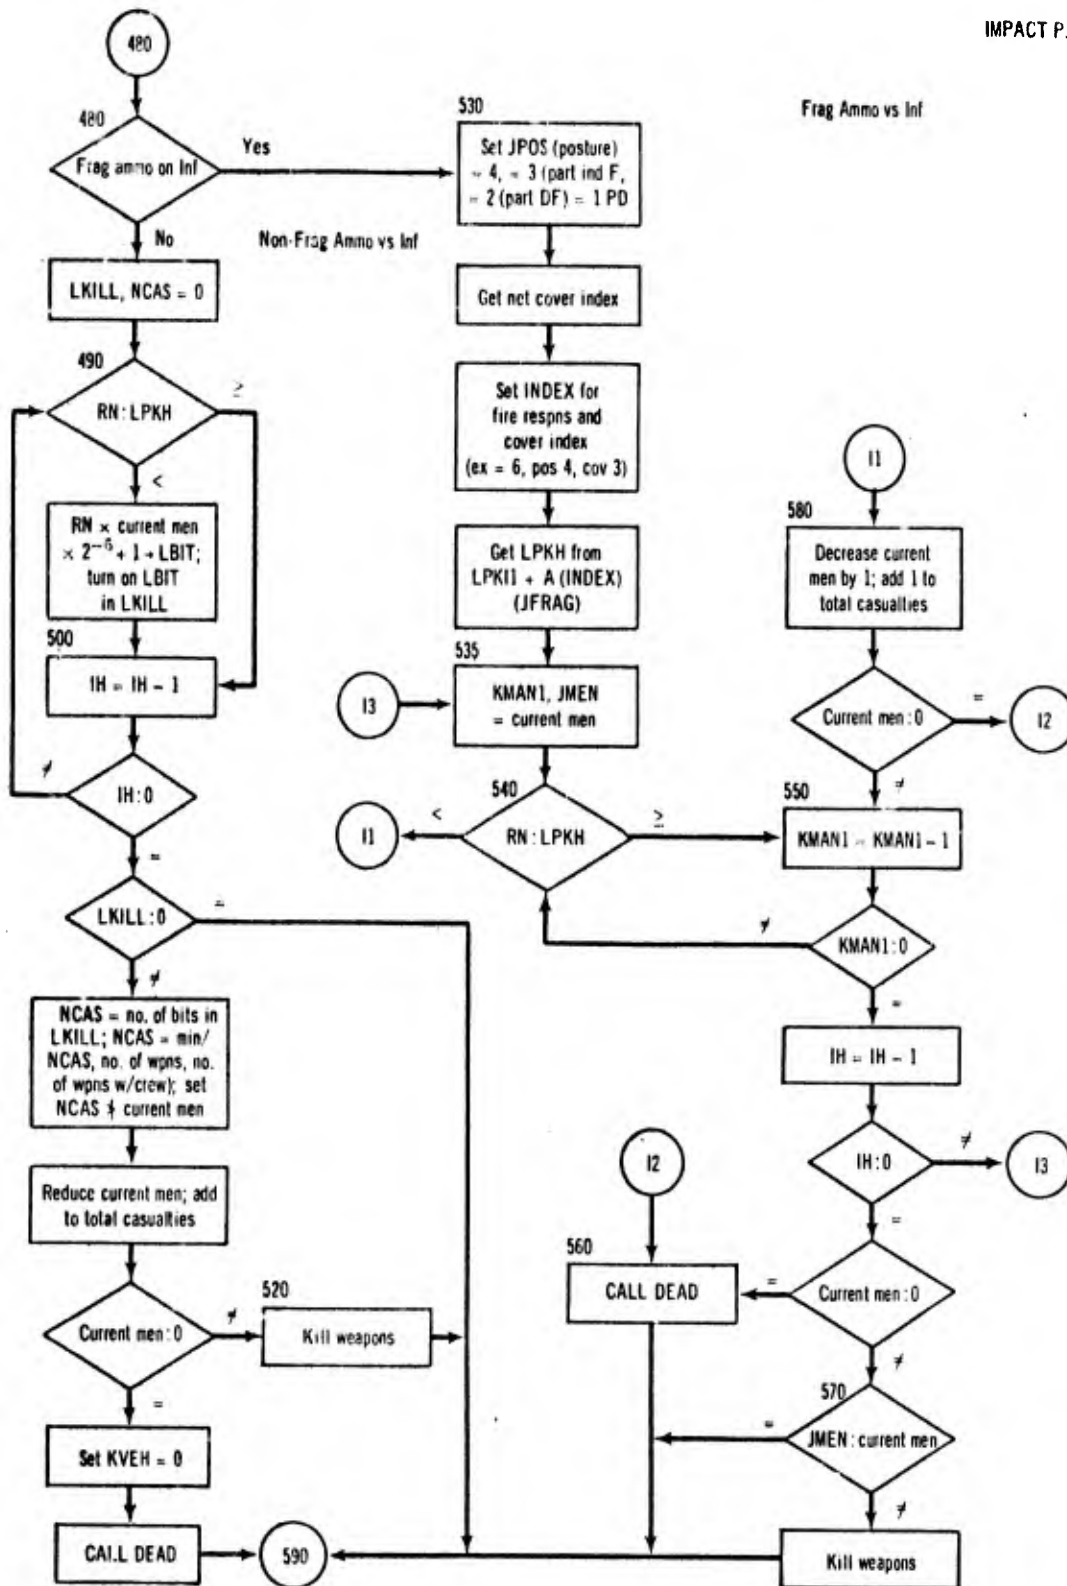 IMPACT P.
480
480
Frag ammo on Inf
Yes
No
Non-Frag Ammo vs Inf
LKILL, NCAS = 0
490
RN : LPKH
≥
<
RN × current men
× 2⁻⁶ + 1 → LBIT;
turn on LBIT
in LKILL
500
IH = IH − 1
≠
IH : 0
=
LKILL : 0
=
≠
NCAS = no. of bits in
LKILL; NCAS = min/
NCAS, no. of wpns, no.
of wpns w/crew); set
NCAS ≯ current men
Reduce current men; add
to total casualties
Current men : 0
≠
520
Kill weapons
=
Set KVEH = 0
CALL DEAD
590
530
Frag Ammo vs Inf
Set JPOS (posture)
= 4, = 3 (part ind F,
= 2 (part DF) = 1 PD
Get net cover index
Set INDEX for
fire respns and
cover index
(ex = 6, pos 4, cov 3)
Get LPKH from
LPKI1 + A (INDEX)
(JFRAG)
535
I3
KMAN1, JMEN
= current men
540
I1
<
RN : LPKH
≥
I1
580
Decrease current
men by 1; add 1 to
total casualties
Current men : 0
=
I2
≠
550
KMAN1 = KMAN1 − 1
≠
KMAN1 : 0
=
IH = IH − 1
I2
IH : 0
≠
I3
=
560
CALL DEAD
=
Current men : 0
≠
570
=
JMEN : current men
≠
Kill weapons